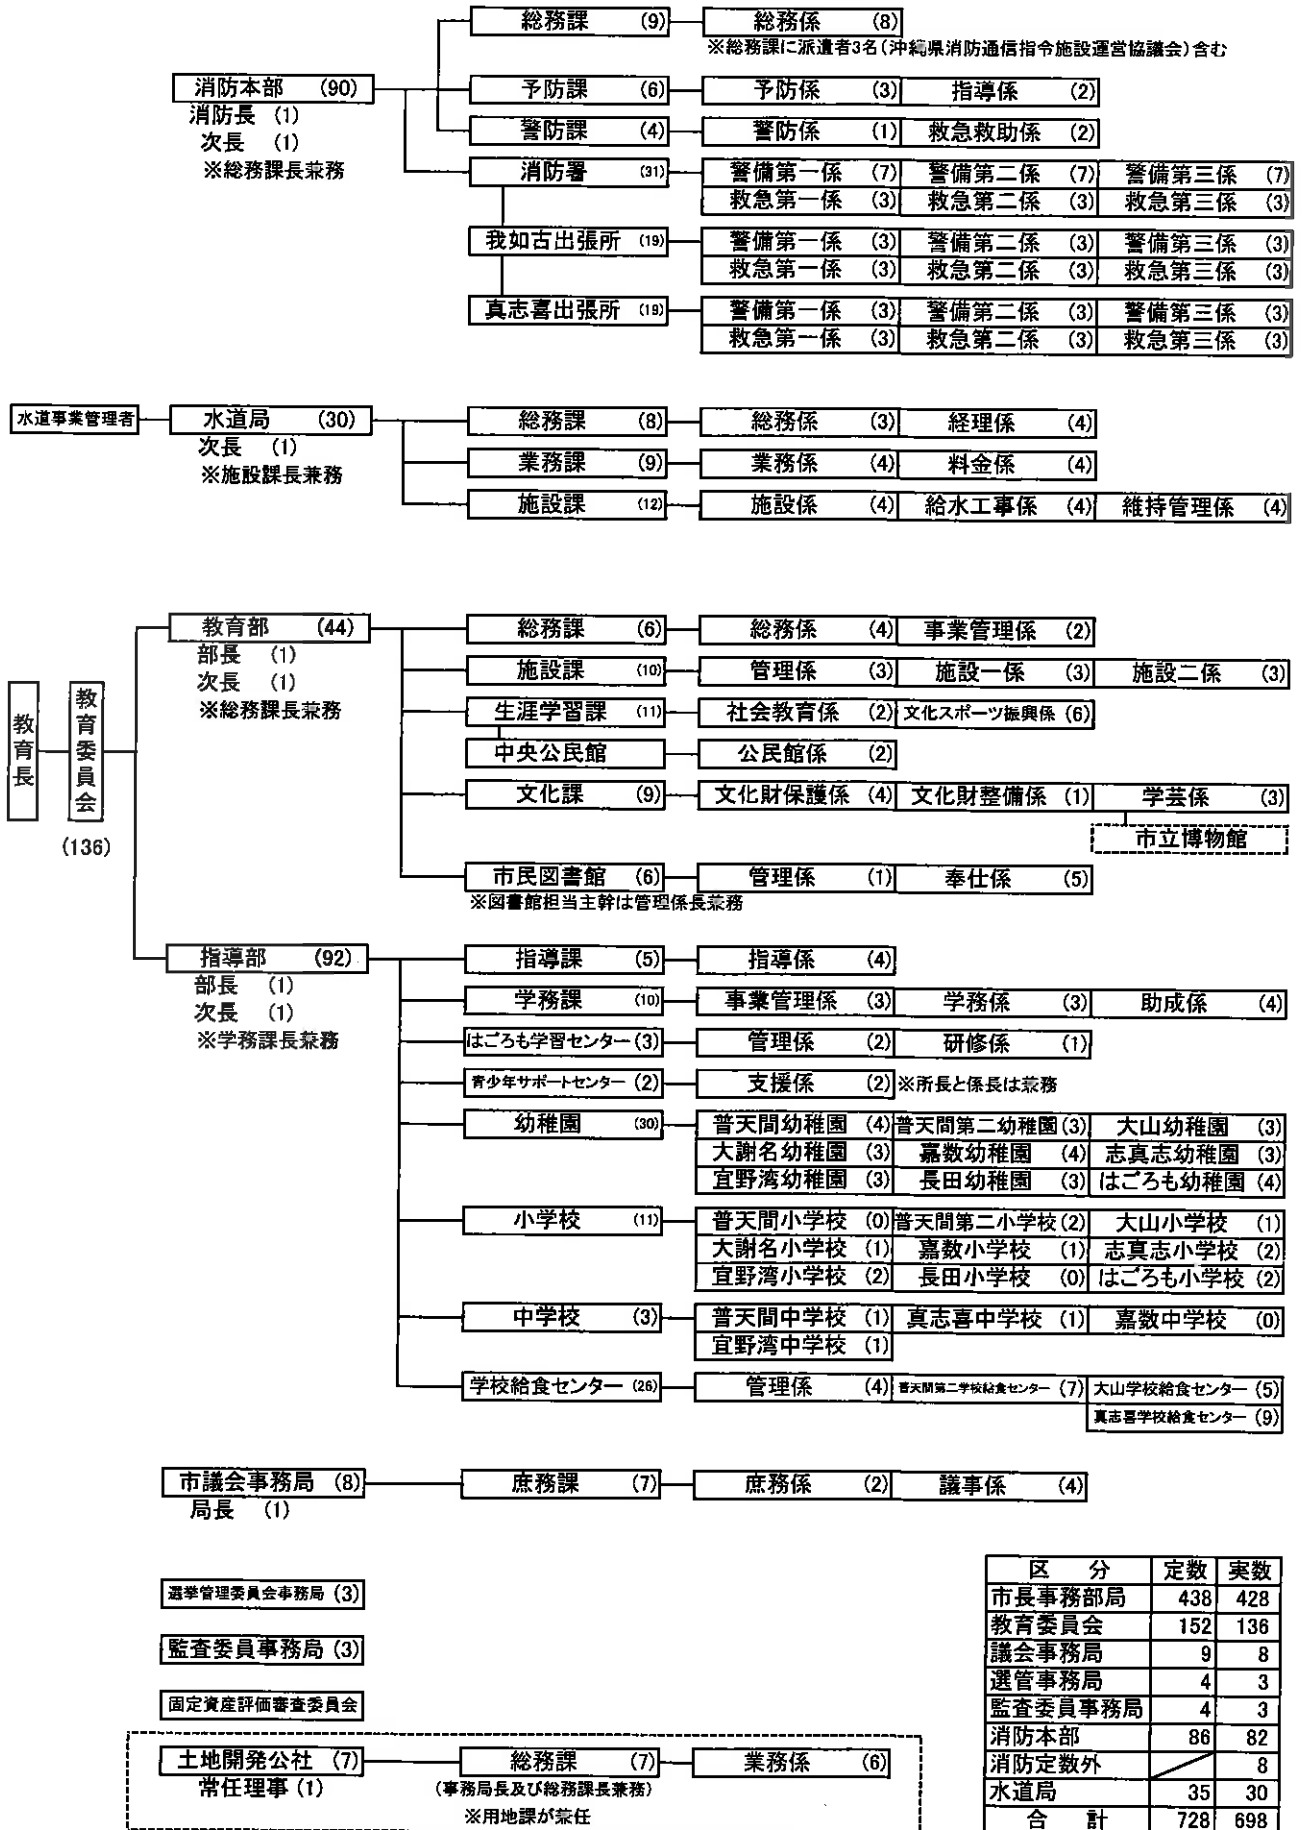 総務課 (9) 総務係 (8)
※総務課に派遣者3名(沖縄県消防通信指令施設運営協議会)含む
消防本部 (90) 予防課 (6) 予防係 (3) 指導係 (2)
消防長 (1)
次長 (1) 警防課 (4) 警防係 (1) 救急救助係 (2)
※総務課長兼務 消防署 (31) 警備第一係 (7) 警備第二係 (7) 警備第三係 (7)
救急第一係 (3) 救急第二係 (3) 救急第三係 (3)
我如古出張所 (19) 警備第一係 (3) 警備第二係 (3) 警備第三係 (3)
救急第一係 (3) 救急第二係 (3) 救急第三係 (3)
真志喜出張所 (19) 警備第一係 (3) 警備第二係 (3) 警備第三係 (3)
救急第一係 (3) 救急第二係 (3) 救急第三係 (3)
水道事業管理者 水道局 (30) 総務課 (8) 総務係 (3) 経理係 (4)
次長 (1)
※施設課長兼務 業務課 (9) 業務係 (4) 料金係 (4)
施設課 (12) 施設係 (4) 給水工事係 (4) 維持管理係 (4)
教育長
教育委員会
(136)
教育部 (44) 総務課 (6) 総務係 (4) 事業管理係 (2)
部長 (1)
次長 (1) 施設課 (10) 管理係 (3) 施設一係 (3) 施設二係 (3)
※総務課長兼務 生涯学習課 (11) 社会教育係 (2) 文化スポーツ振興係 (6)
中央公民館 公民館係 (2)
文化課 (9) 文化財保護係 (4) 文化財整備係 (1) 学芸係 (3)
市立博物館
市民図書館 (6) 管理係 (1) 奉仕係 (5)
※図書館担当主幹は管理係長兼務
指導部 (92) 指導課 (5) 指導係 (4)
部長 (1)
次長 (1) 学務課 (10) 事業管理係 (3) 学務係 (3) 助成係 (4)
※学務課長兼務 はごろも学習センター (3) 管理係 (2) 研修係 (1)
青少年サポートセンター (2) 支援係 (2) ※所長と係長は兼務
幼稚園 (30) 普天間幼稚園 (4) 普天間第二幼稚園 (3) 大山幼稚園 (3)
大謝名幼稚園 (3) 嘉数幼稚園 (4) 志真志幼稚園 (3)
宜野湾幼稚園 (3) 長田幼稚園 (3) はごろも幼稚園 (4)
小学校 (11) 普天間小学校 (0) 普天間第二小学校 (2) 大山小学校 (1)
大謝名小学校 (1) 嘉数小学校 (1) 志真志小学校 (2)
宜野湾小学校 (2) 長田小学校 (0) はごろも小学校 (2)
中学校 (3) 普天間中学校 (1) 真志喜中学校 (1) 嘉数中学校 (0)
宜野湾中学校 (1)
学校給食センター (26) 管理係 (4) 普天間第二学校給食センター (7) 大山学校給食センター (5)
真志喜学校給食センター (9)
市議会事務局 (8) 庶務課 (7) 庶務係 (2) 議事係 (4)
局長 (1)
選挙管理委員会事務局 (3)
監査委員事務局 (3)
固定資産評価審査委員会
土地開発公社 (7) 総務課 (7) 業務係 (6)
常任理事 (1) (事務局長及び総務課長兼務)
※用地課が兼任
区 分 定数 実数
市長事務部局 438 428
教育委員会 152 136
議会事務局 9 8
選管事務局 4 3
監査委員事務局 4 3
消防本部 86 82
消防定数外 8
水道局 35 30
合 計 728 698